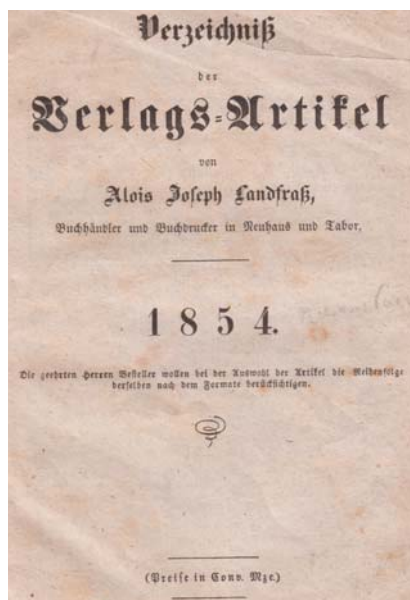 Verzeichniß
der
Verlags-Artikel
von
Alois Joseph Landfraß,
Buchhändler und Buchdrucker in Neuhaus und Tabor.
1854.
Die geehrten Herren Besteller wollen bei der Auswahl der Artikel die Reihenfolge
derselben nach dem Formate berücksichtigen.
(Preise in Conv. Mze.)